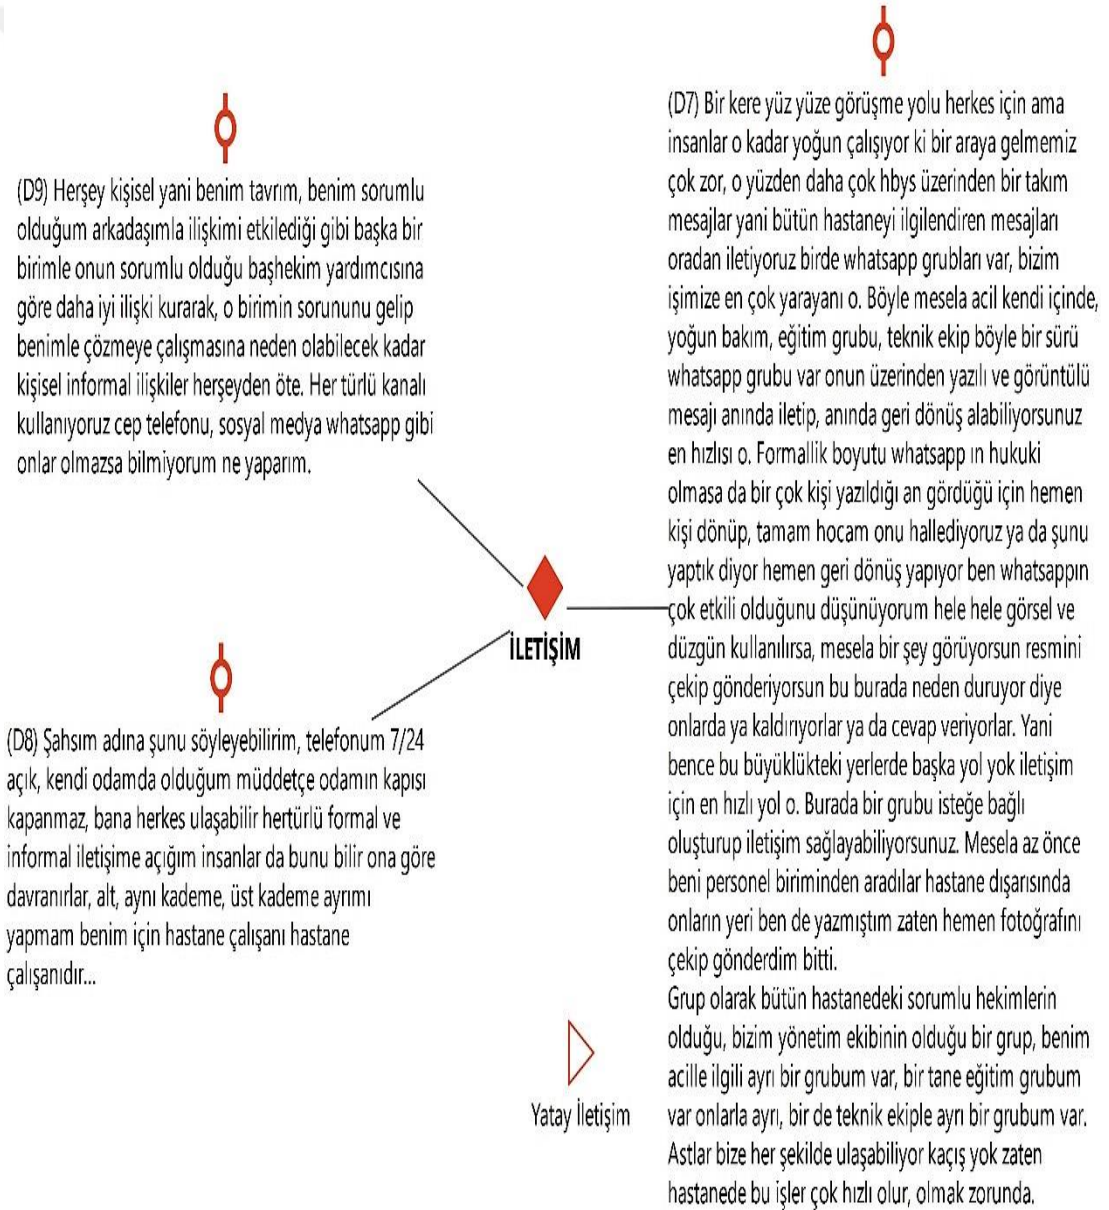 (D9) Herşey kişisel yani benim tavrım, benim sorumlu
olduğum arkadaşımla ilişkimi etkilediği gibi başka bir
birimle onun sorumlu olduğu başhekim yardımcısına
göre daha iyi ilişki kurarak, o birimin sorununu gelip
benimle çözmeye çalışmasına neden olabilecek kadar
kişisel informal ilişkiler herşeyden öte. Her türlü kanalı
kullanıyoruz cep telefonu, sosyal medya whatsapp gibi
onlar olmazsa bilmiyorum ne yaparım.
İLETİŞİM
(D8) Şahsım adına şunu söyleyebilirim, telefonum 7/24
açık, kendi odamda olduğum müddetçe odamın kapısı
kapanmaz, bana herkes ulaşabilir hertürlü formal ve
informal iletişime açığım insanlar da bunu bilir ona göre
davranırlar, alt, aynı kademe, üst kademe ayrımı
yapmam benim için hastane çalışanı hastane
çalışanıdır...
Yatay İletişim
(D7) Bir kere yüz yüze görüşme yolu herkes için ama
insanlar o kadar yoğun çalışıyor ki bir araya gelmemiz
çok zor, o yüzden daha çok hbys üzerinden bir takım
mesajlar yani bütün hastaneyi ilgilendiren mesajları
oradan iletiyoruz birde whatsapp grubları var, bizim
işimize en çok yarayanı o. Böyle mesela acil kendi içinde,
yoğun bakım, eğitim grubu, teknik ekip böyle bir sürü
whatsapp grubu var onun üzerinden yazılı ve görüntülü
mesajı anında iletip, anında geri dönüş alabiliyorsunuz
en hızlısı o. Formallik boyutu whatsapp ın hukuki
olmasa da bir çok kişi yazıldığı an gördüğü için hemen
kişi dönüp, tamam hocam onu hallediyoruz ya da şunu
yaptık diyor hemen geri dönüş yapıyor ben whatsappın
çok etkili olduğunu düşünüyorum hele hele görsel ve
düzgün kullanılırsa, mesela bir şey görüyorsun resmini
çekip gönderiyorsun bu burada neden duruyor diye
onlarda ya kaldırıyorlar ya da cevap veriyorlar. Yani
bence bu büyüklükteki yerlerde başka yol yok iletişim
için en hızlı yol o. Burada bir grubu isteğe bağlı
oluşturup iletişim sağlayabiliyorsunuz. Mesela az önce
beni personel biriminden aradılar hastane dışarısında
onların yeri ben de yazmıştım zaten hemen fotoğrafını
çekip gönderdim bitti.
Grup olarak bütün hastanedeki sorumlu hekimlerin
olduğu, bizim yönetim ekibinin olduğu bir grup, benim
acille ilgili ayrı bir grubum var, bir tane eğitim grubum
var onlarla ayrı, bir de teknik ekiple ayrı bir grubum var.
Astlar bize her şekilde ulaşabiliyor kaçış yok zaten
hastanede bu işler çok hızlı olur, olmak zorunda.